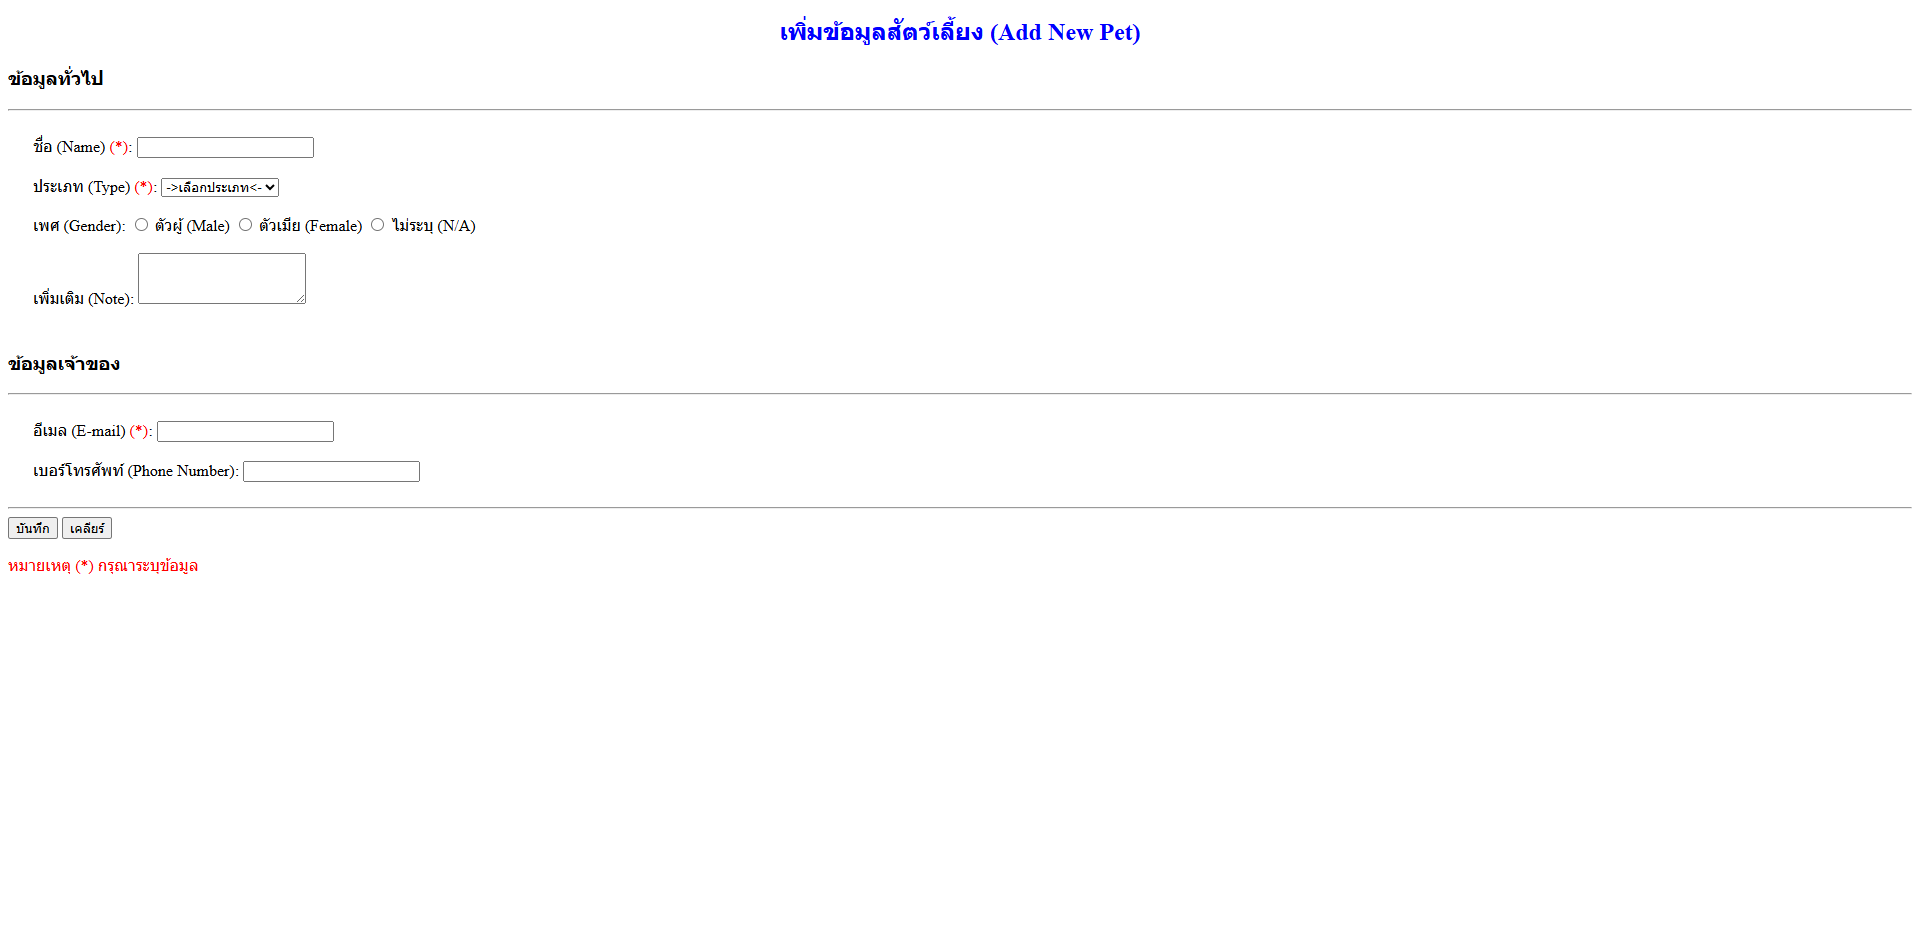 เพิ่มข้อมูลสัตว์เลี้ยง (Add New Pet)
ข้อมูลทั่วไป
ชื่อ (Name) (*):
ประเภท (Type) (*): ->เลือกประเภท<-
เพศ (Gender): ตัวผู้ (Male) ตัวเมีย (Female) ไม่ระบุ (N/A)
เพิ่มเติม (Note):
ข้อมูลเจ้าของ
อีเมล (E-mail) (*):
เบอร์โทรศัพท์ (Phone Number):
บันทึก เคลียร์
หมายเหตุ (*) กรุณาระบุข้อมูล